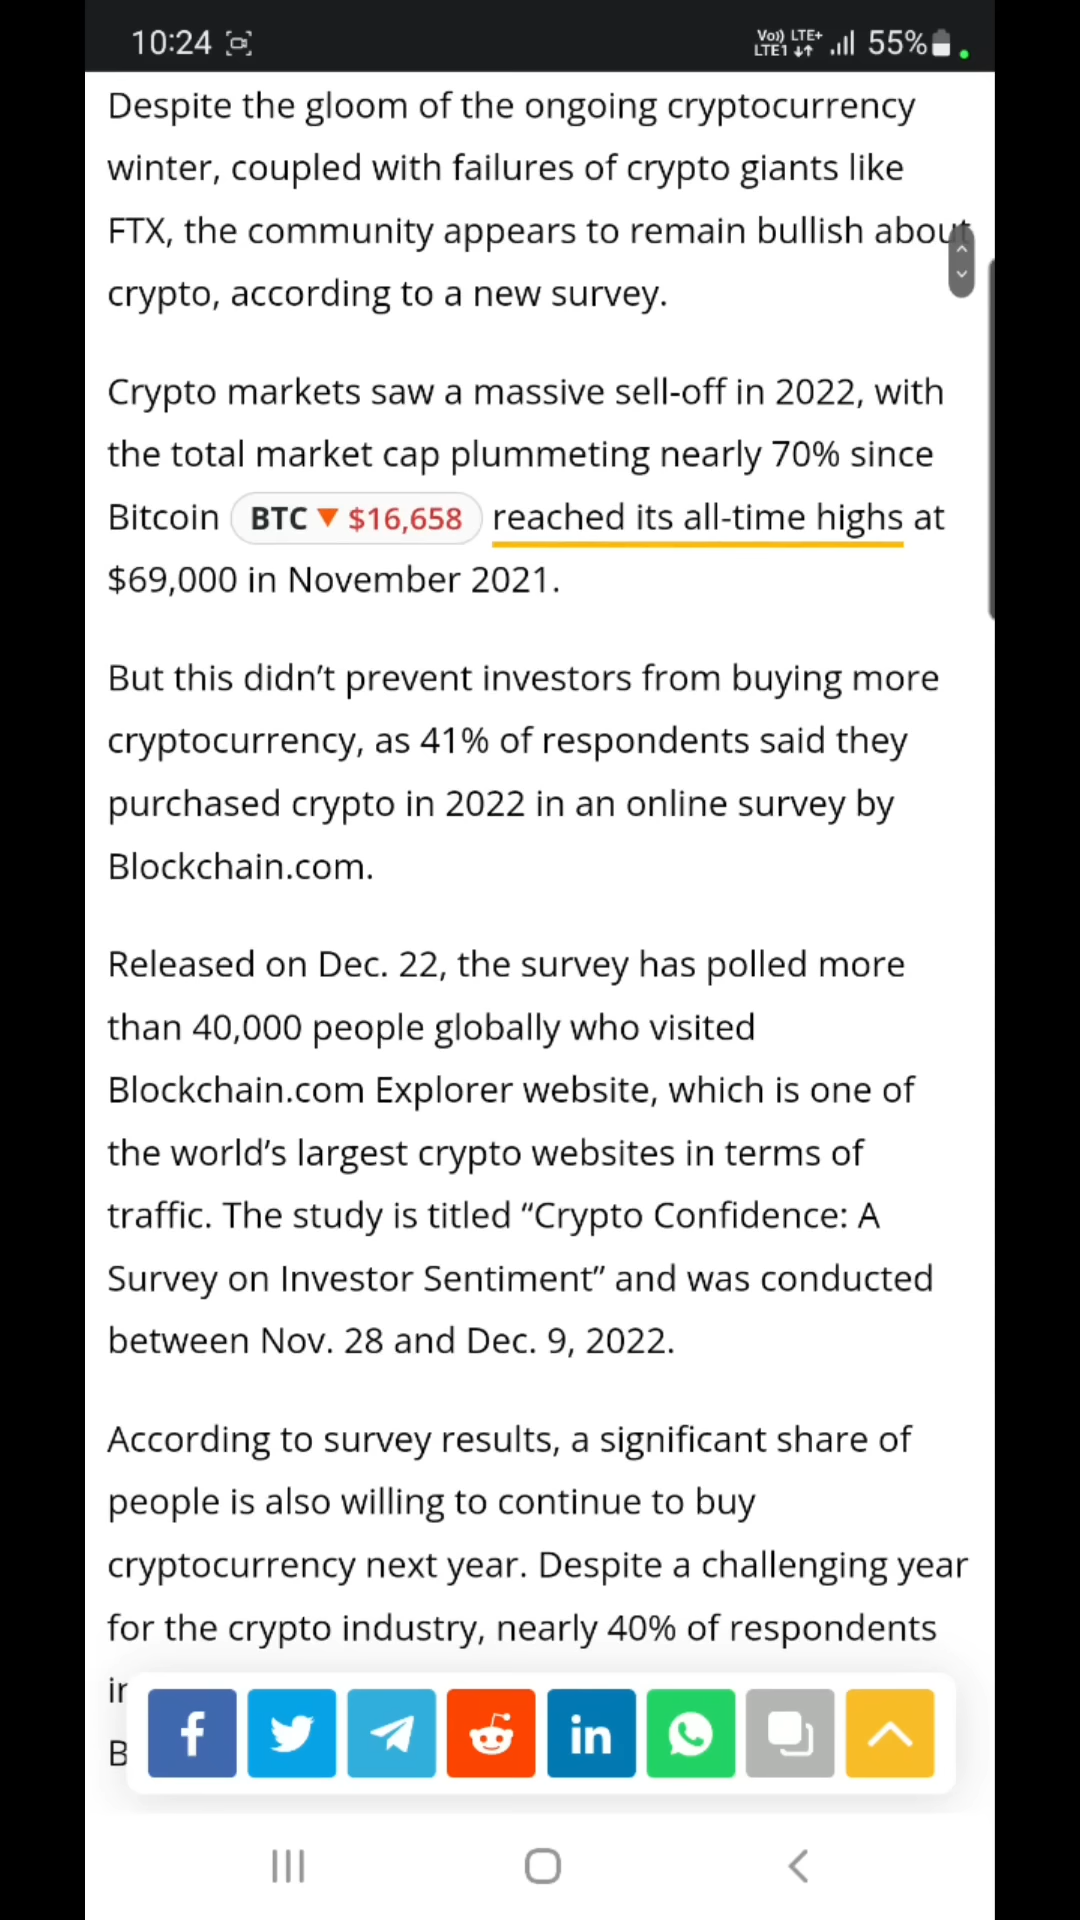 10:24
Vo)) LTE+
LTE1
55%
Despite the gloom of the ongoing cryptocurrency
winter, coupled with failures of crypto giants like
FTX, the community appears to remain bullish about
crypto, according to a new survey.
Crypto markets saw a massive sell-off in 2022, with
the total market cap plummeting nearly 70% since
Bitcoin BTC ▼ $16,658 reached its all-time highs at
$69,000 in November 2021.
But this didn’t prevent investors from buying more
cryptocurrency, as 41% of respondents said they
purchased crypto in 2022 in an online survey by
Blockchain.com.
Released on Dec. 22, the survey has polled more
than 40,000 people globally who visited
Blockchain.com Explorer website, which is one of
the world’s largest crypto websites in terms of
traffic. The study is titled “Crypto Confidence: A
Survey on Investor Sentiment” and was conducted
between Nov. 28 and Dec. 9, 2022.
According to survey results, a significant share of
people is also willing to continue to buy
cryptocurrency next year. Despite a challenging year
for the crypto industry, nearly 40% of respondents